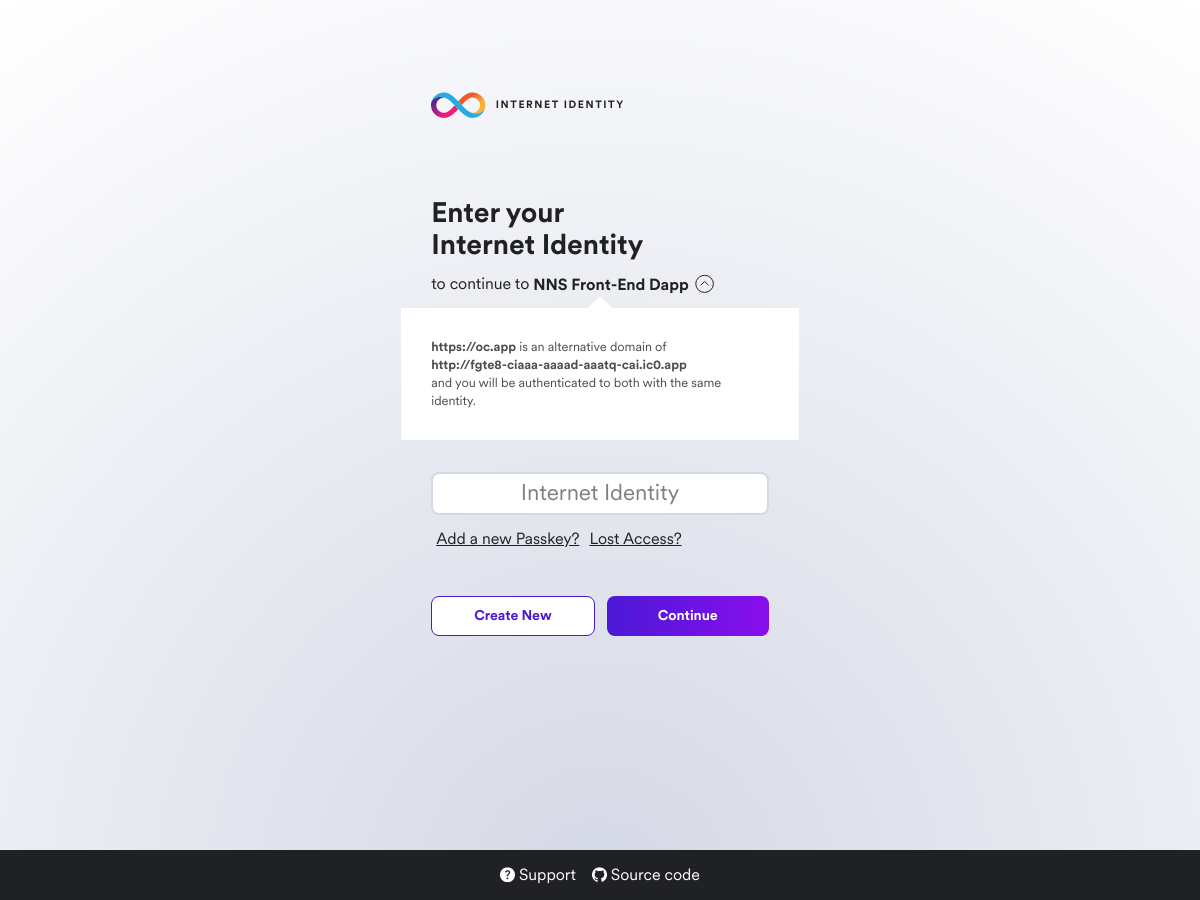 INTERNET IDENTITY
Enter your
Internet Identity
to continue to NNS Front-End Dapp
https://oc.app is an alternative domain of
http://fgte8-ciaaa-aaaad-aaatq-cai.ic0.app
and you will be authenticated to both with the same
identity.
Internet Identity
Add a new Passkey? Lost Access?
Create New Continue
Support Source code